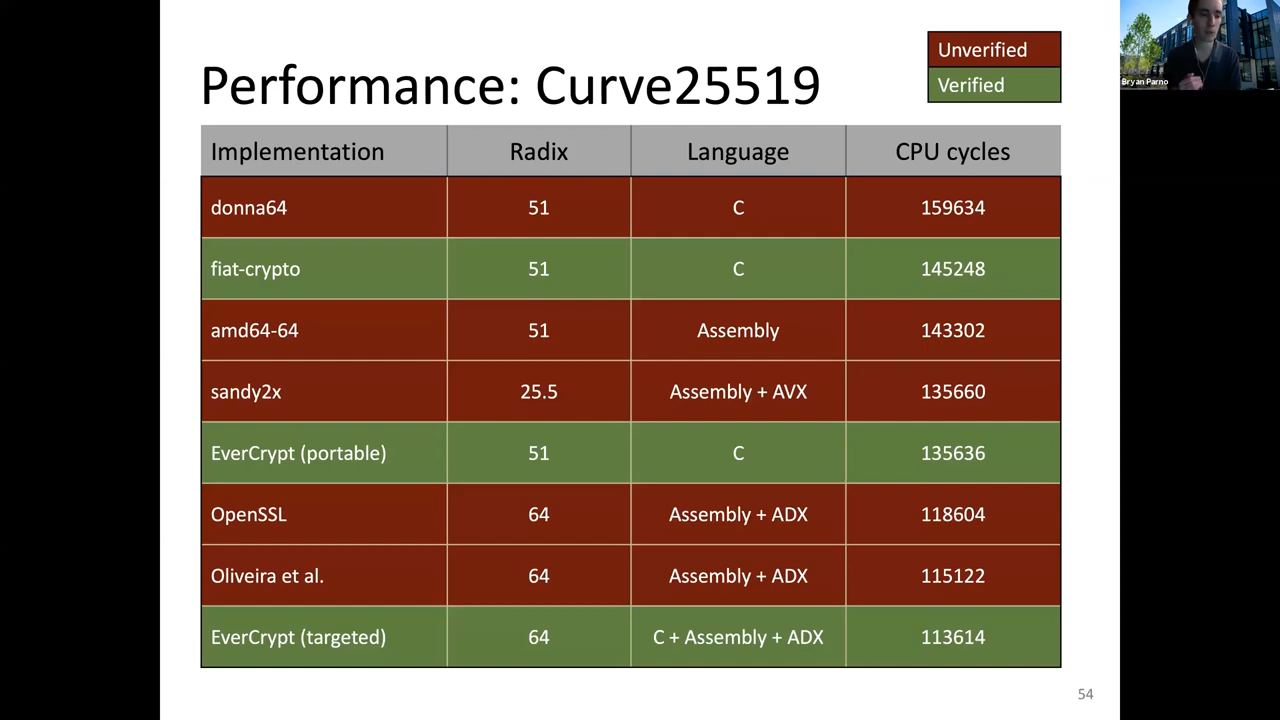 Unverified
Verified
Performance: Curve25519
Implementation Radix Language CPU cycles
donna64 51 C 159634
fiat-crypto 51 C 145248
amd64-64 51 Assembly 143302
sandy2x 25.5 Assembly + AVX 135660
EverCrypt (portable) 51 C 135636
OpenSSL 64 Assembly + ADX 118604
Oliveira et al. 64 Assembly + ADX 115122
EverCrypt (targeted) 64 C + Assembly + ADX 113614
54
Bryan Parno